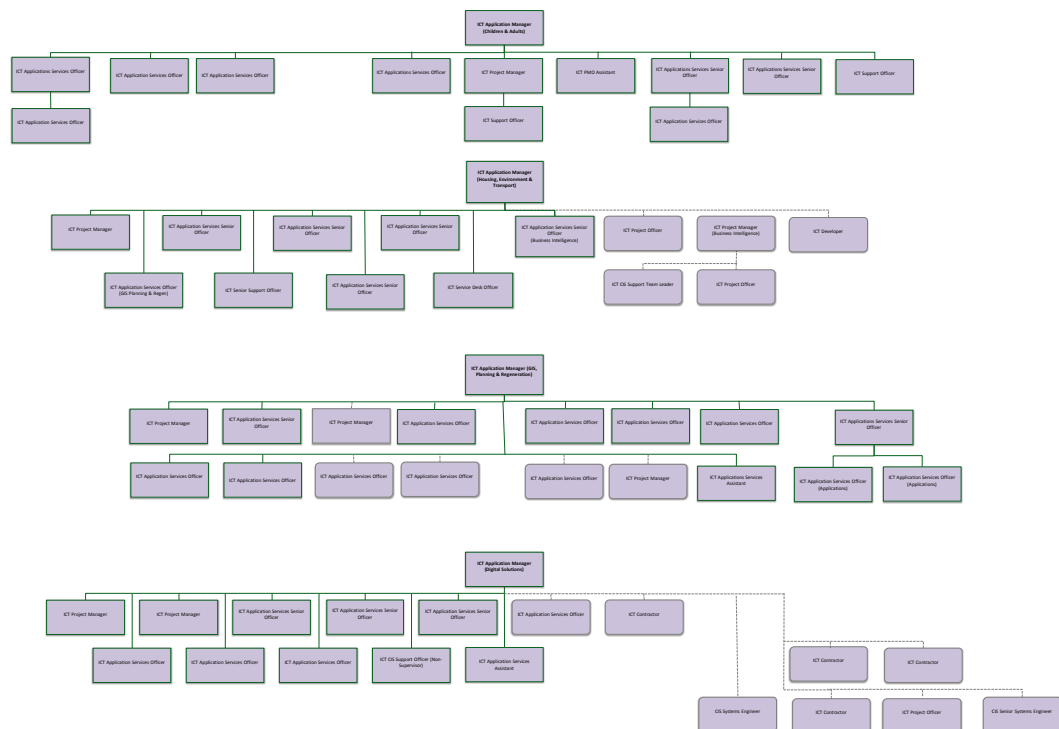 ICT Application Manager
(Children & Adults)
ICT Applications Services Officer
ICT Application Services Officer
ICT Application Services Officer
ICT Applications Services Officer
ICT Project Manager
ICT PMO Assistant
ICT Applications Services Senior
Officer
ICT Applications Services Senior
Officer
ICT Support Officer
ICT Application Services Officer
ICT Support Officer
ICT Application Services Officer
ICT Application Manager
(Housing, Environment &
Transport)
ICT Project Manager
ICT Application Services Senior
Officer
ICT Application Services Senior
Officer
ICT Application Services Senior
Officer
ICT Application Services Senior
Officer
(Business Intelligence)
ICT Project Officer
ICT Project Manager
(Business Intelligence)
ICT Developer
ICT Application Services Officer
(GIS Planning & Regen)
ICT Senior Support Officer
ICT Application Services Senior
Officer
ICT Service Desk Officer
ICT CIS Support Team Leader
ICT Project Officer
ICT Application Manager (GIS,
Planning & Regeneration)
ICT Project Manager
ICT Application Services Senior
Officer
ICT Project Manager
ICT Application Services Officer
ICT Application Services Officer
ICT Application Services Officer
ICT Application Services Officer
ICT Applications Services Senior
Officer
ICT Application Services Officer
ICT Application Services Officer
ICT Application Services Officer
ICT Application Services Officer
ICT Application Services Officer
ICT Project Manager
ICT Applications Services
Assistant
ICT Application Services Officer
(Applications)
ICT Application Services Officer
(Applications)
ICT Application Manager
(Digital Solutions)
ICT Project Manager
ICT Project Manager
ICT Application Services Senior
Officer
ICT Application Services Senior
Officer
ICT Application Services Senior
Officer
ICT Application Services Officer
ICT Contractor
ICT Application Services Officer
ICT Application Services Officer
ICT Application Services Officer
ICT CIS Support Officer (Non-
Supervisor)
ICT Application Services
Assistant
ICT Contractor
ICT Contractor
CIS Systems Engineer
ICT Contractor
ICT Project Officer
CIS Senior Systems Engineer